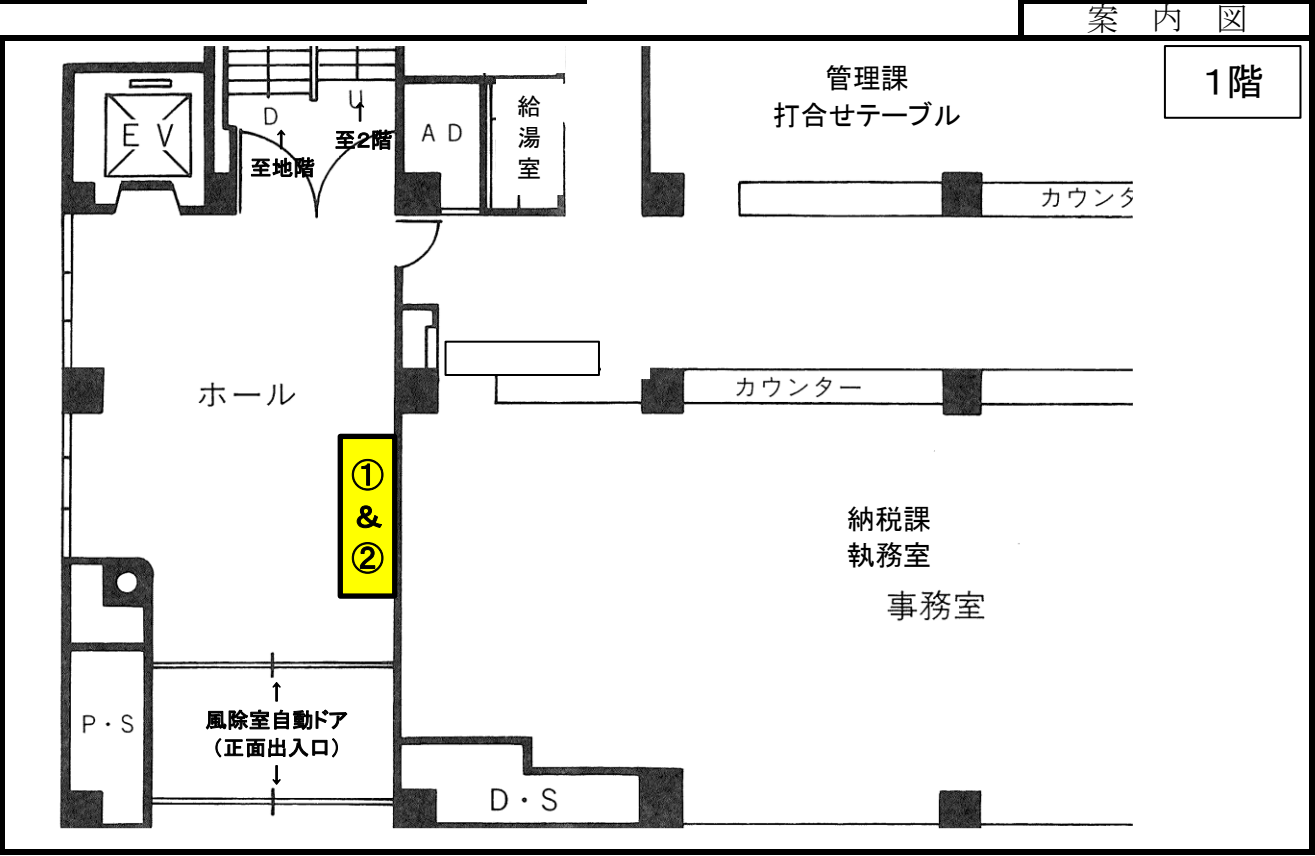 案内図
1階
管理課
打合せテーブル
EV
D
U
至地階
至2階
AD
給湯室
カウンタ
ホール
カウンター
①
&
②
納税課
執務室
事務室
P・S
風除室自動ドア
(正面出入口)
D・S